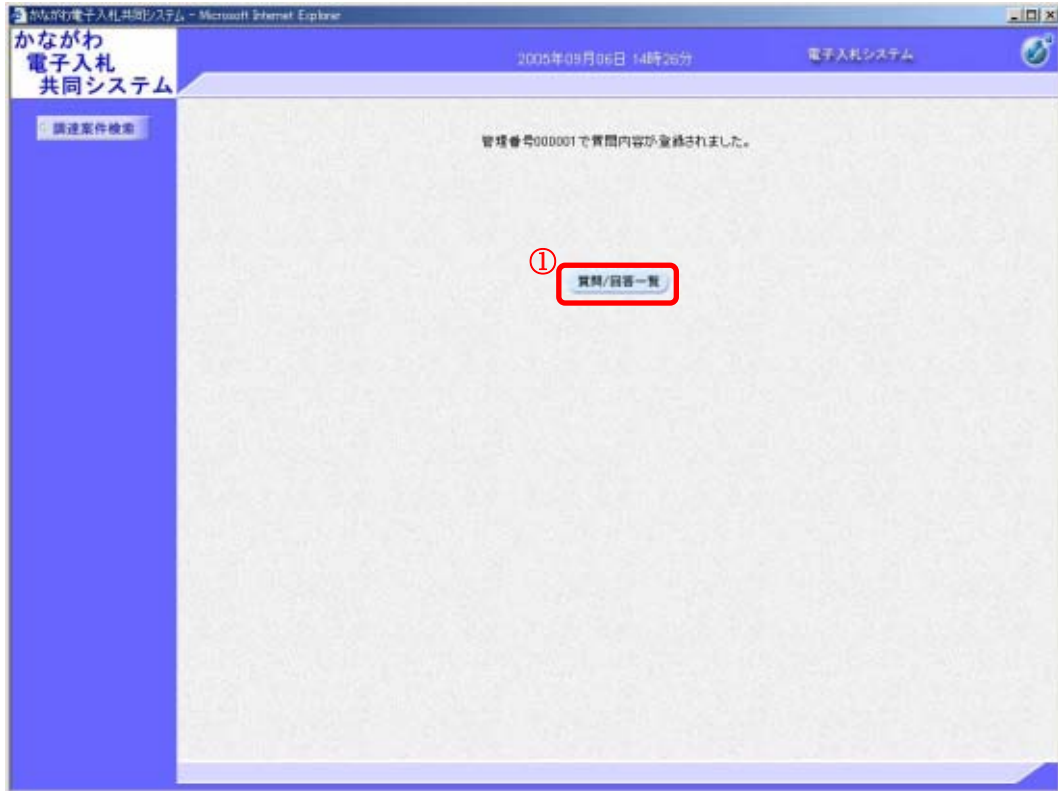 かながわ電子入札共同システム - Microsoft Internet Explorer
かながわ
電子入札
共同システム
2005年09月06日 14時26分
電子入札システム
調達案件検索
管理番号000001で質問内容が登録されました。
①
質問/回答一覧